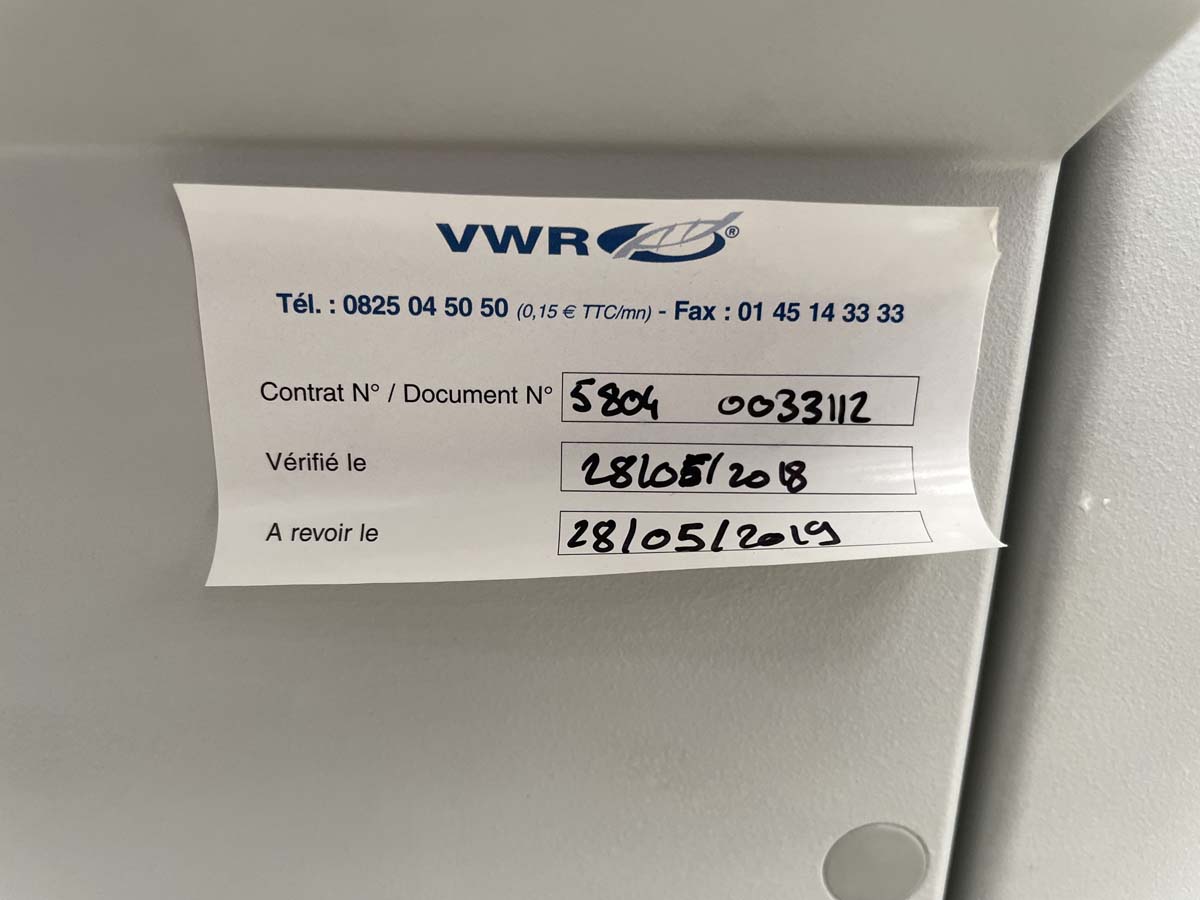 VWR®
Tél. : 0825 04 50 50 (0,15 € TTC/mn) - Fax : 01 45 14 33 33
Contrat N° / Document N° 5804 0033112
Vérifié le 28/05/2018
A revoir le 28/05/2019